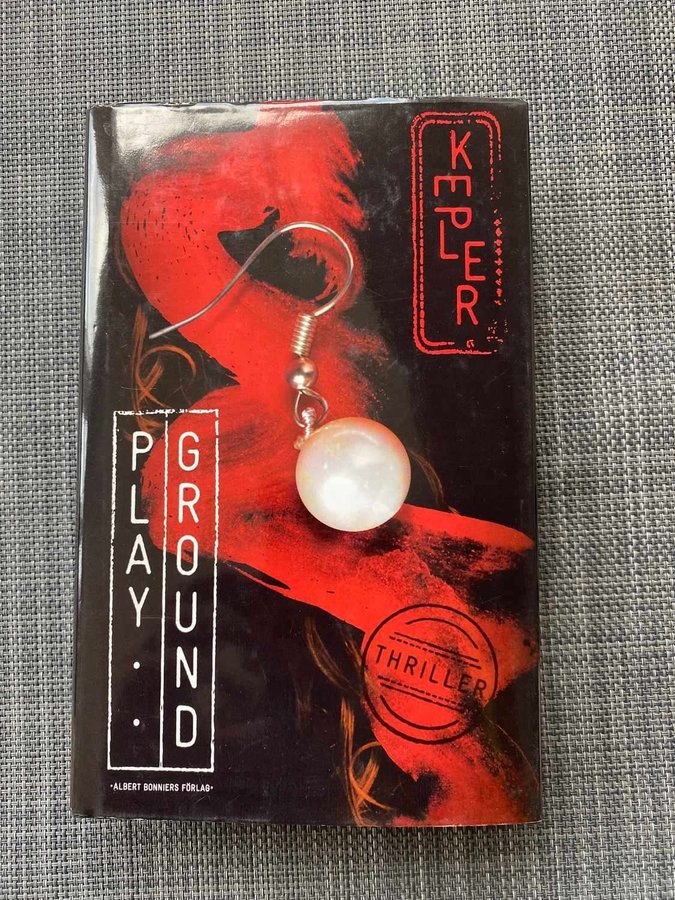 KEPLER
PLAY··
GROUND
THRILLER
·ALBERT BONNIERS FÖRLAG·